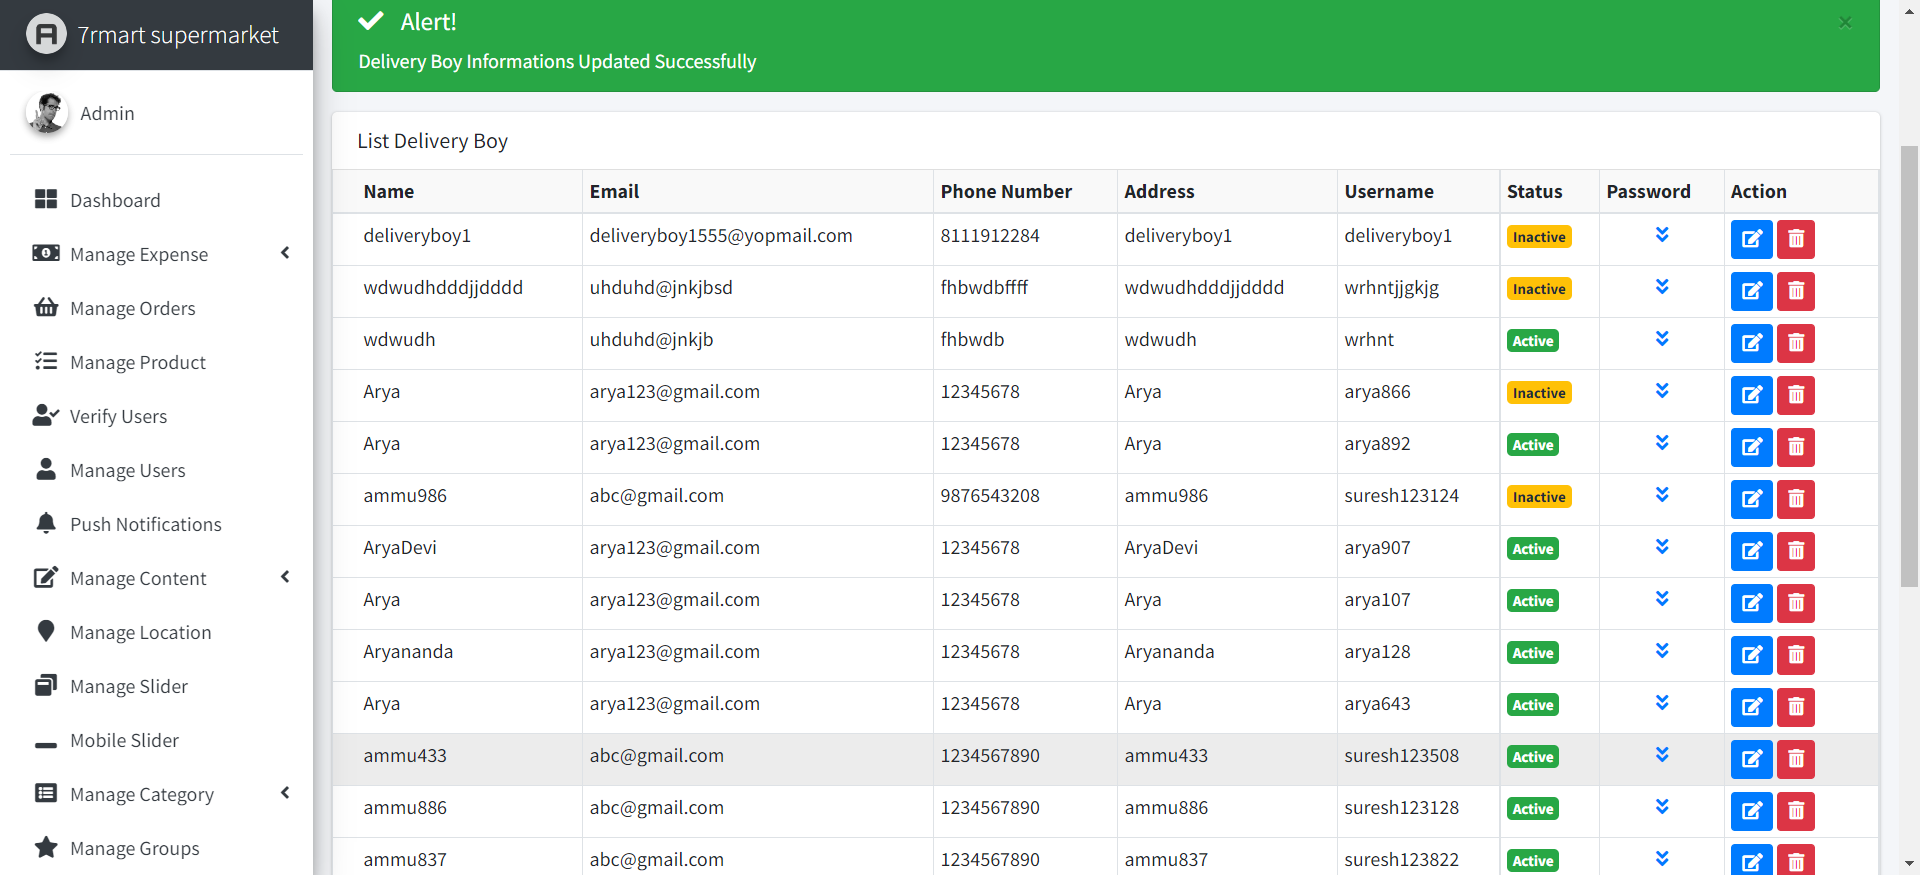 7rmart supermarket
Admin
Dashboard
Manage Expense
Manage Orders
Manage Product
Verify Users
Manage Users
Push Notifications
Manage Content
Manage Location
Manage Slider
Mobile Slider
Manage Category
Manage Groups
Alert!
×
Delivery Boy Informations Updated Successfully
List Delivery Boy
Name Email Phone Number Address Username Status Password Action
deliveryboy1 deliveryboy1555@yopmail.com 8111912284 deliveryboy1 deliveryboy1 Inactive
wdwudhdddjjdddd uhduhd@jnkjbsd fhbwdbffff wdwudhdddjjdddd wrhntjjgkjg Inactive
wdwudh uhduhd@jnkjb fhbwdb wdwudh wrhnt Active
Arya arya123@gmail.com 12345678 Arya arya866 Inactive
Arya arya123@gmail.com 12345678 Arya arya892 Active
ammu986 abc@gmail.com 9876543208 ammu986 suresh123124 Inactive
AryaDevi arya123@gmail.com 12345678 AryaDevi arya907 Active
Arya arya123@gmail.com 12345678 Arya arya107 Active
Aryananda arya123@gmail.com 12345678 Aryananda arya128 Active
Arya arya123@gmail.com 12345678 Arya arya643 Active
ammu433 abc@gmail.com 1234567890 ammu433 suresh123508 Active
ammu886 abc@gmail.com 1234567890 ammu886 suresh123128 Active
ammu837 abc@gmail.com 1234567890 ammu837 suresh123822 Active